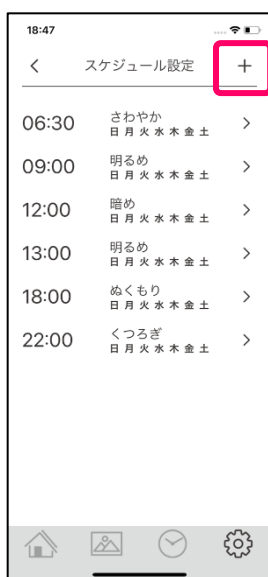 18:47
スケジュール設定 +
06:30 さわやか
日 月 火 水 木 金 土
09:00 明るめ
日 月 火 水 木 金 土
12:00 暗め
日 月 火 水 木 金 土
13:00 明るめ
日 月 火 水 木 金 土
18:00 ぬくもり
日 月 火 水 木 金 土
22:00 くつろぎ
日 月 火 水 木 金 土